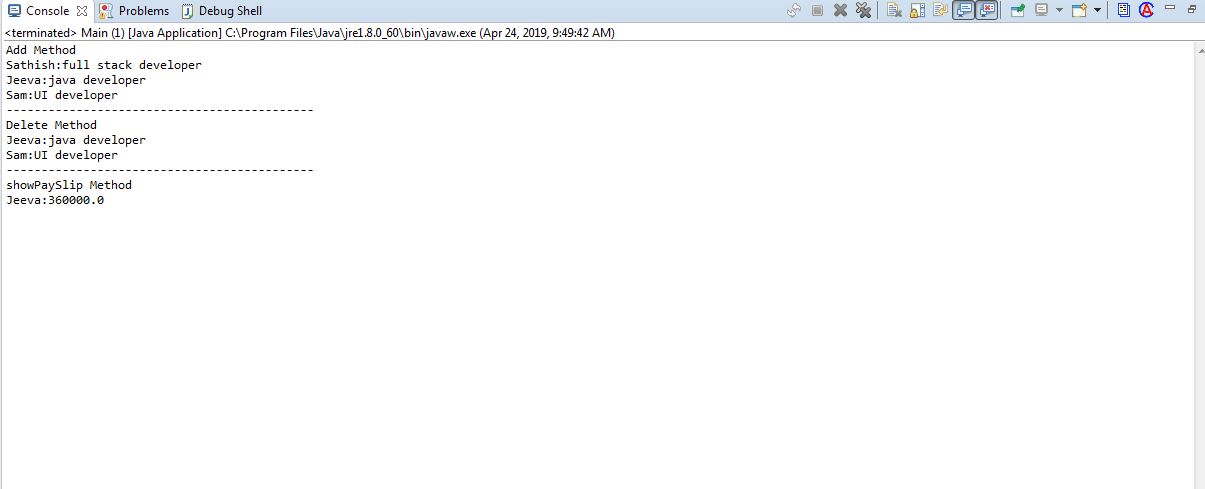 Console Problems Debug Shell
<terminated> Main (1) [Java Application] C:\Program Files\Java\jre1.8.0_60\bin\javaw.exe (Apr 24, 2019, 9:49:42 AM)
Add Method
Sathish:full stack developer
Jeeva:java developer
Sam:UI developer
--------------------------------------------
Delete Method
Jeeva:java developer
Sam:UI developer
--------------------------------------------
showPaySlip Method
Jeeva:360000.0